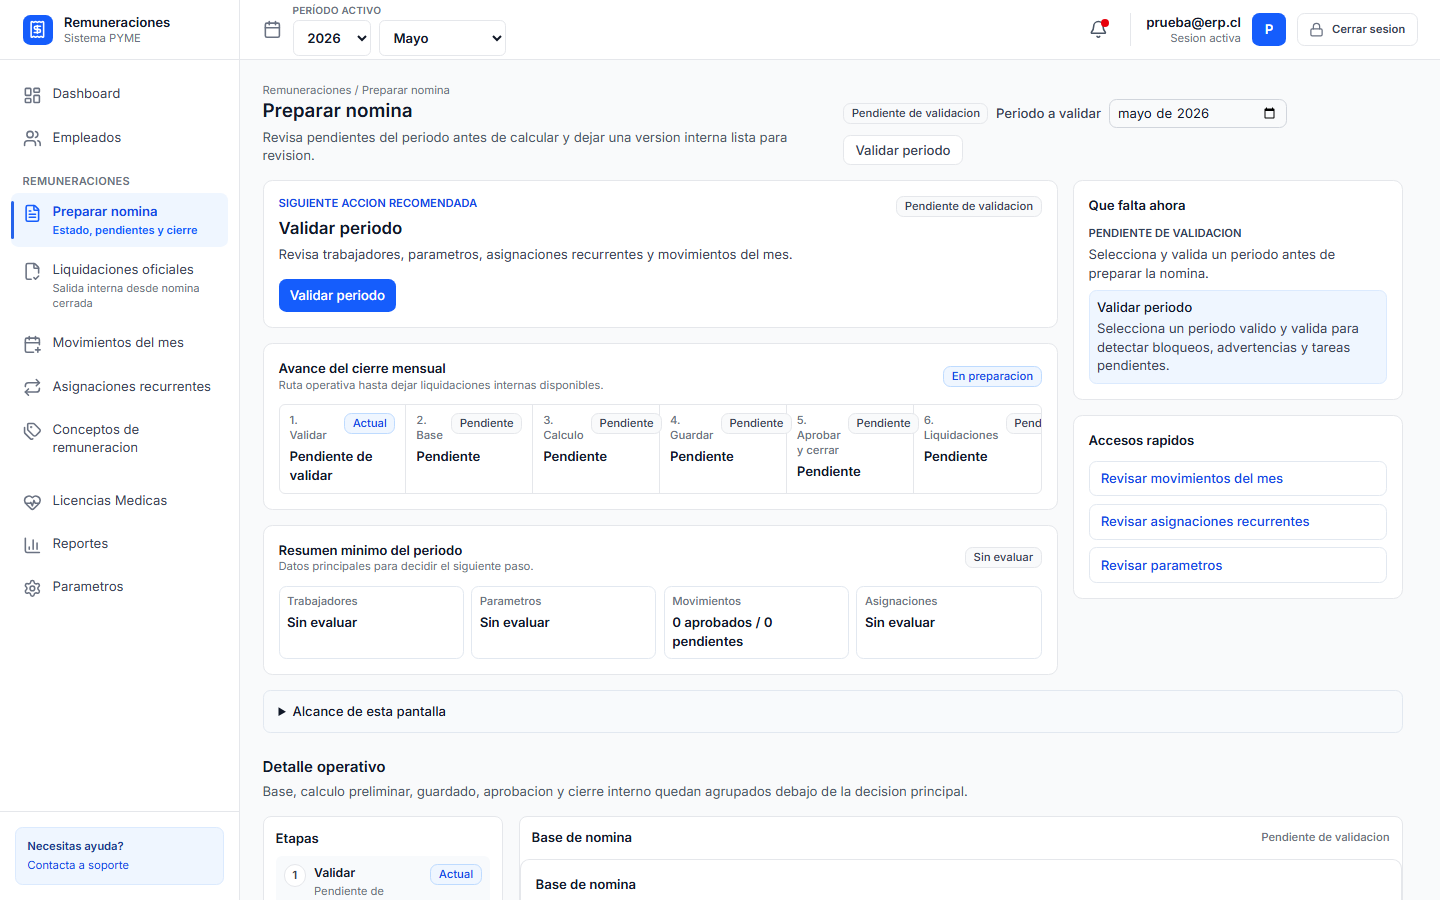 Remuneraciones
Sistema PYME
Dashboard
Empleados
REMUNERACIONES
Preparar nomina
Estado, pendientes y cierre
Liquidaciones oficiales
Salida interna desde nomina
cerrada
Movimientos del mes
Asignaciones recurrentes
Conceptos de
remuneracion
Licencias Medicas
Reportes
Parametros
Necesitas ayuda?
Contacta a soporte
PERÍODO ACTIVO
2026
Mayo
prueba@erp.cl
Sesion activa
P
Cerrar sesion
Remuneraciones / Preparar nomina
Preparar nomina
Revisa pendientes del periodo antes de calcular y dejar una version interna lista para
revision.
Pendiente de validacion
Periodo a validar
mayo de 2026
Validar periodo
SIGUIENTE ACCION RECOMENDADA
Pendiente de validacion
Validar periodo
Revisa trabajadores, parametros, asignaciones recurrentes y movimientos del mes.
Validar periodo
Avance del cierre mensual
Ruta operativa hasta dejar liquidaciones internas disponibles.
En preparacion
1.
Validar
Actual
Pendiente de
validar
2.
Base
Pendiente
Pendiente
3.
Calculo
Pendiente
Pendiente
4.
Guardar
Pendiente
Pendiente
5.
Aprobar
y cerrar
Pendiente
Pendiente
6.
Liquidaciones
Pend
Pendiente
Resumen minimo del periodo
Datos principales para decidir el siguiente paso.
Sin evaluar
Trabajadores
Sin evaluar
Parametros
Sin evaluar
Movimientos
0 aprobados / 0
pendientes
Asignaciones
Sin evaluar
Que falta ahora
PENDIENTE DE VALIDACION
Selecciona y valida un periodo antes de
preparar la nomina.
Validar periodo
Selecciona un periodo valido y valida para
detectar bloqueos, advertencias y tareas
pendientes.
Accesos rapidos
Revisar movimientos del mes
Revisar asignaciones recurrentes
Revisar parametros
Alcance de esta pantalla
Detalle operativo
Base, calculo preliminar, guardado, aprobacion y cierre interno quedan agrupados debajo de la decision principal.
Etapas
1
Validar
Actual
Pendiente de
Base de nomina
Pendiente de validacion
Base de nomina